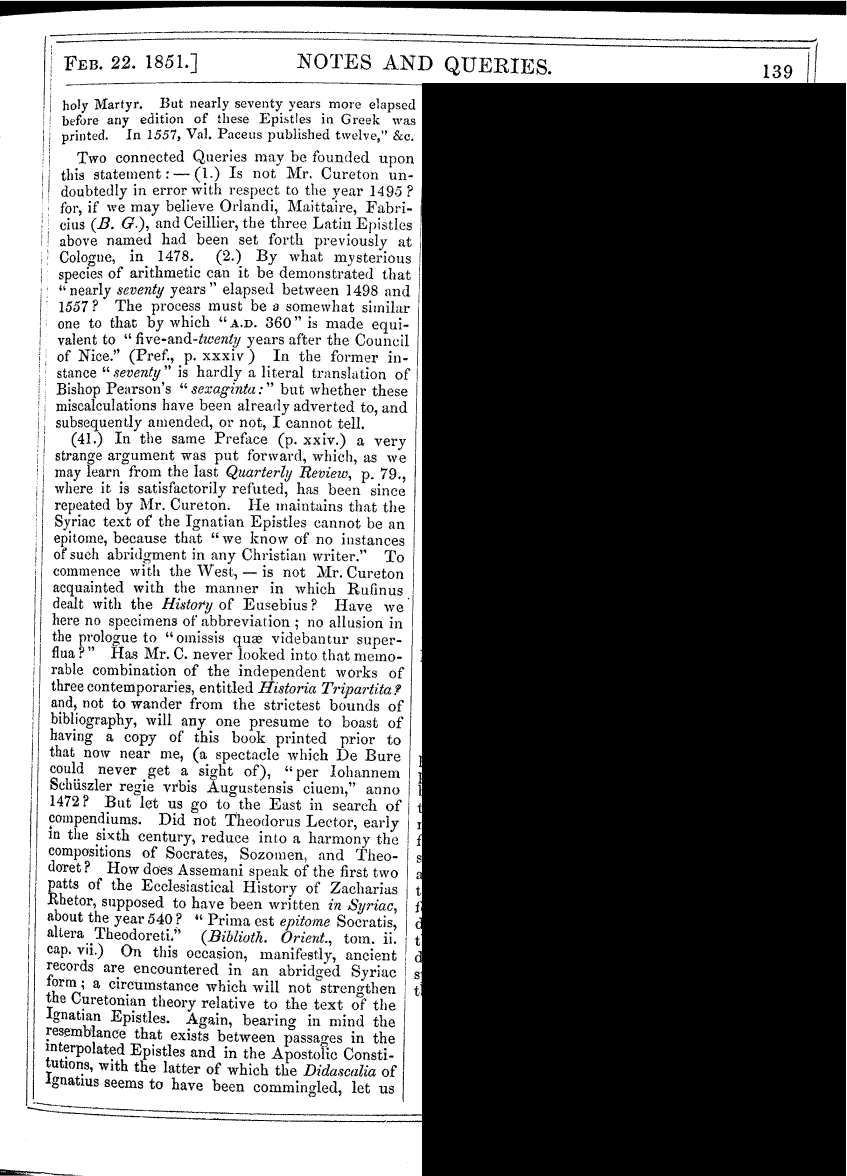 FEB. 22. 1851.] NOTES AND QUERIES. 139
holy Martyr. But nearly seventy years more elapsed
before any edition of these Epistles in Greek was
printed. In 1557, Val. Paceus published twelve," &c.
Two connected Queries may be founded upon
this statement: — (1.) Is not Mr. Cureton un-
doubtedly in error with respect to the year 1495?
for, if we may believe Orlandi, Maittaire, Fabri-
cius (B. G.), and Ceillier, the three Latin Epistles
above named had been set forth previously at
Cologne, in 1478. (2.) By what mysterious
species of arithmetic can it be demonstrated that
"nearly seventy years" elapsed between 1498 and
1557? The process must be a somewhat similar
one to that by which "A.D. 360" is made equi-
valent to "five-and-twenty years after the Council
of Nice." (Pref., p. xxxiv) In the former in-
stance "seventy" is hardly a literal translation of
Bishop Pearson's "sexaginta:" but whether these
miscalculations have been already adverted to, and
subsequently amended, or not, I cannot tell.
(41.) In the same Preface (p. xxiv.) a very
strange argument was put forward, which, as we
may learn from the last Quarterly Review, p. 79.,
where it is satisfactorily refuted, has been since
repeated by Mr. Cureton. He maintains that the
Syriac text of the Ignatian Epistles cannot be an
epitome, because that "we know of no instances
of such abridgment in any Christian writer." To
commence with the West, — is not Mr. Cureton
acquainted with the manner in which Rufinus
dealt with the History of Eusebius? Have we
here no specimens of abbreviation; no allusion in
the prologue to "omissis quæ videbantur super-
flua?" Has Mr. C. never looked into that memo-
rable combination of the independent works of
three contemporaries, entitled Historia Tripartita?
and, not to wander from the strictest bounds of
bibliography, will any one presume to boast of
having a copy of this book printed prior to
that now near me, (a spectacle which De Bure
could never get a sight of), "per Iohannem
Schüszler regie vrbis Augustensis ciuem," anno
1472? But let us go to the East in search of
compendiums. Did not Theodorus Lector, early
in the sixth century, reduce into a harmony the
compositions of Socrates, Sozomen, and Theo-
doret? How does Assemani speak of the first two
patts of the Ecclesiastical History of Zacharias
Rhetor, supposed to have been written in Syriac,
about the year 540? "Prima est epitome Socratis,
altera Theodoreti." (Biblioth. Orient., tom. ii.
cap. vii.) On this occasion, manifestly, ancient
records are encountered in an abridged Syriac
form; a circumstance which will not strengthen
the Curetonian theory relative to the text of the
Ignatian Epistles. Again, bearing in mind the
resemblance that exists between passages in the
interpolated Epistles and in the Apostolic Consti-
tutions, with the latter of which the Didascalia of
Ignatius seems to have been commingled, let us